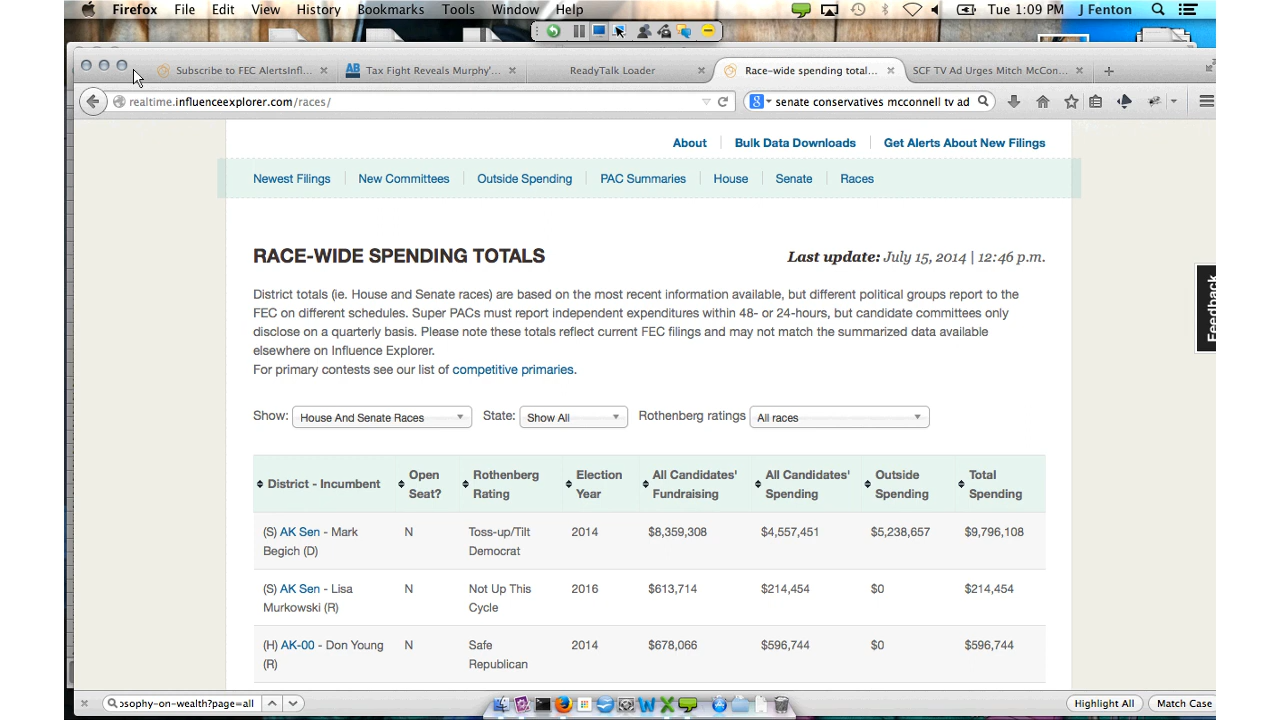 Firefox File Edit View History Bookmarks Tools Window Help Tue 1:09 PM J Fenton
Subscribe to FEC AlertsInfl... Tax Fight Reveals Murphy'... ReadyTalk Loader Race-wide spending total... SCF TV Ad Urges Mitch McCon...
realtime.influenceexplorer.com/races/ senate conservatives mcconnell tv ad
About Bulk Data Downloads Get Alerts About New Filings
Newest Filings New Committees Outside Spending PAC Summaries House Senate Races
RACE-WIDE SPENDING TOTALS Last update: July 15, 2014 | 12:46 p.m.
District totals (ie. House and Senate races) are based on the most recent information available, but different political groups report to the
FEC on different schedules. Super PACs must report independent expenditures within 48- or 24-hours, but candidate committees only
disclose on a quarterly basis. Please note these totals reflect current FEC filings and may not match the summarized data available
elsewhere on Influence Explorer.
For primary contests see our list of competitive primaries.
Feedback
Show: House And Senate Races State: Show All Rothenberg ratings All races
District - Incumbent Open Seat? Rothenberg Rating Election Year All Candidates' Fundraising All Candidates' Spending Outside Spending Total Spending
(S) AK Sen - Mark Begich (D) N Toss-up/Tilt Democrat 2014 $8,359,308 $4,557,451 $5,238,657 $9,796,108
(S) AK Sen - Lisa Murkowski (R) N Not Up This Cycle 2016 $613,714 $214,454 $0 $214,454
(H) AK-00 - Don Young (R) N Safe Republican 2014 $678,066 $596,744 $0 $596,744
osophy-on-wealth?page=all Highlight All Match Case